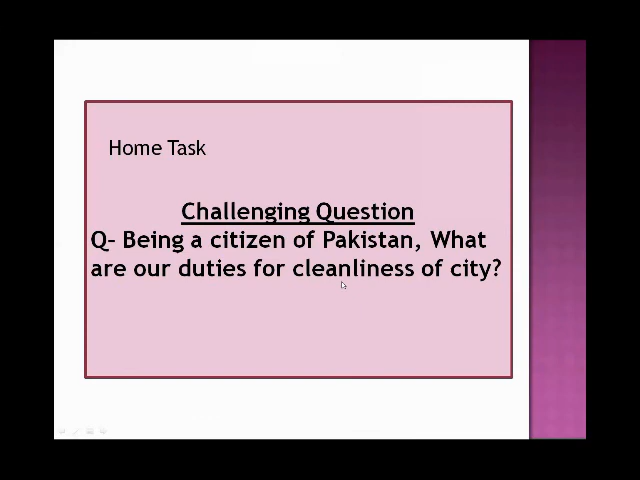 Home Task
Challenging Question
Q- Being a citizen of Pakistan, What
are our duties for cleanliness of city?